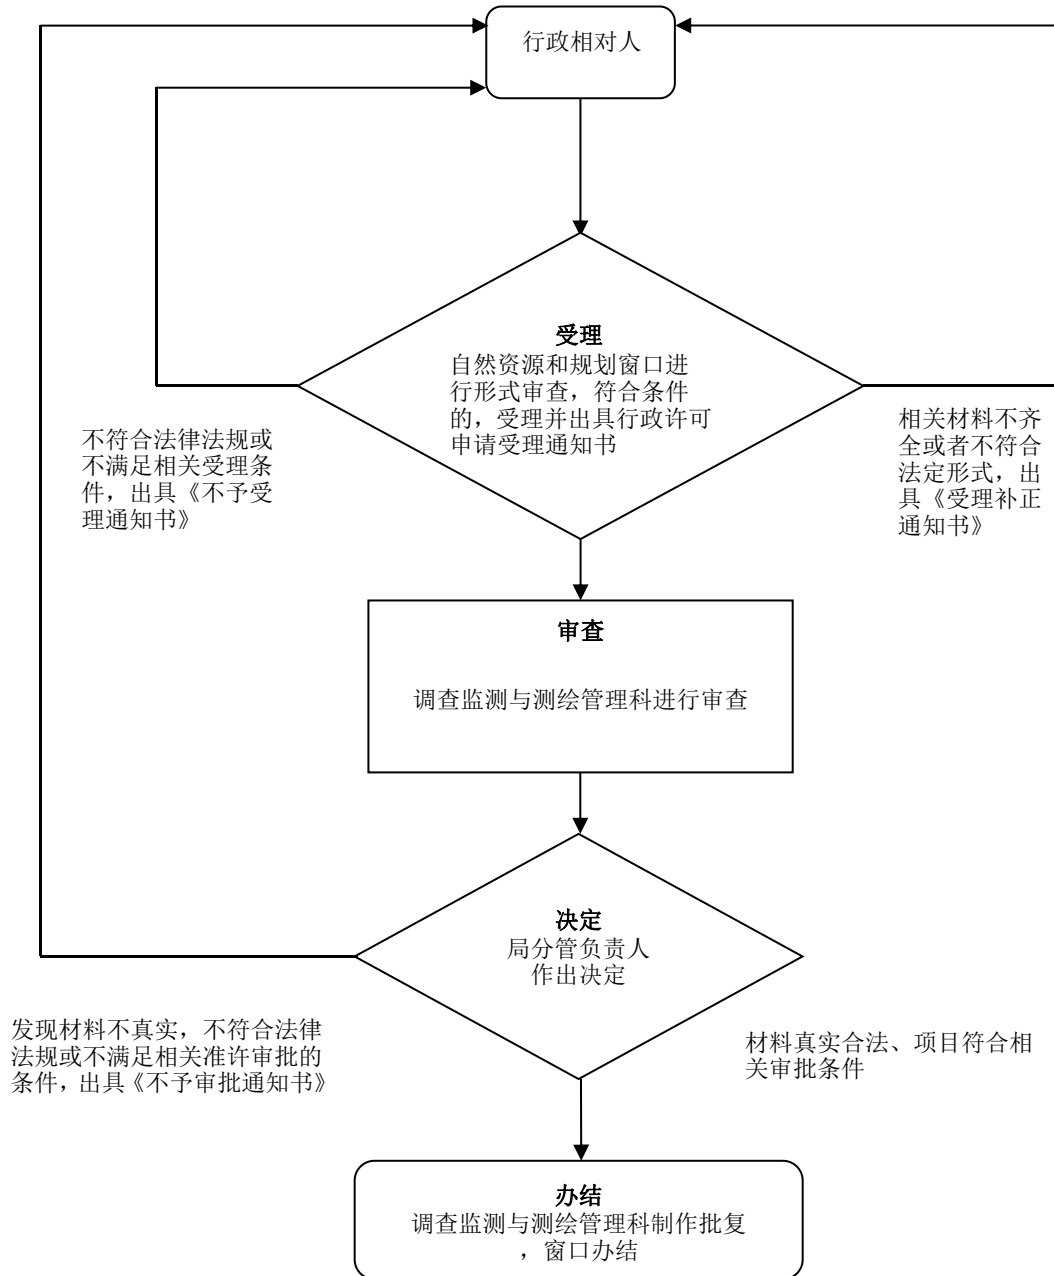 行政相对人
受理
自然资源和规划窗口进
行形式审查，符合条件
的，受理并出具行政许可
申请受理通知书
不符合法律法规或
不满足相关受理条
件，出具《不予受
理通知书》
相关材料不齐
全或者不符合
法定形式，出
具《受理补正
通知书》
审查
调查监测与测绘管理科进行审查
决定
局分管负责人
作出决定
发现材料不真实，不符合法律
法规或不满足相关准许审批的
条件，出具《不予审批通知书》
材料真实合法、项目符合相
关审批条件
办结
调查监测与测绘管理科制作批复
，窗口办结